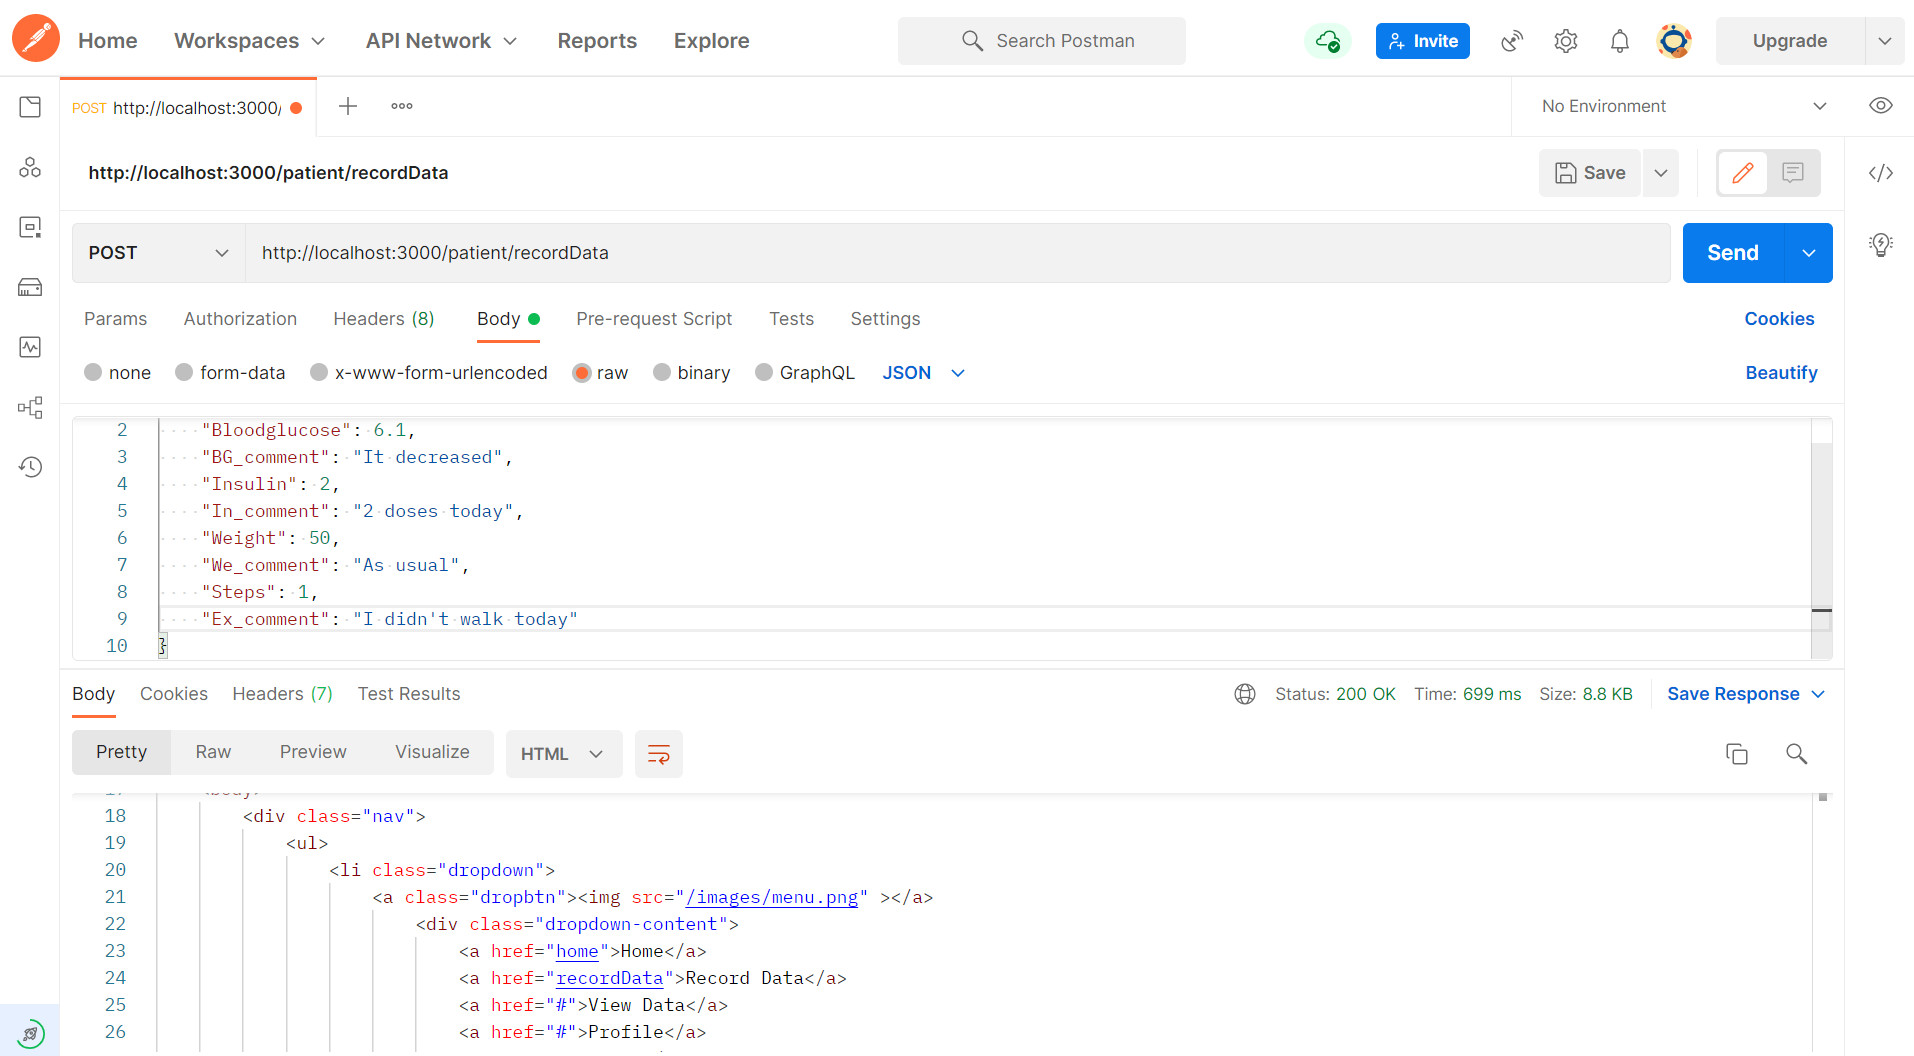 Home Workspaces API Network Reports Explore Search Postman Invite Upgrade
POST http://localhost:3000/ No Environment
http://localhost:3000/patient/recordData Save
POST http://localhost:3000/patient/recordData Send
Params Authorization Headers (8) Body Pre-request Script Tests Settings Cookies
none form-data x-www-form-urlencoded raw binary GraphQL JSON Beautify
2 "Bloodglucose": 6.1,
3 "BG_comment": "It decreased",
4 "Insulin": 2,
5 "In_comment": "2 doses today",
6 "Weight": 50,
7 "We_comment": "As usual",
8 "Steps": 1,
9 "Ex_comment": "I didn't walk today"
10 }
Body Cookies Headers (7) Test Results Status: 200 OK Time: 699 ms Size: 8.8 KB Save Response
Pretty Raw Preview Visualize HTML
18 <div class="nav">
19 <ul>
20 <li class="dropdown">
21 <a class="dropbtn"><img src="/images/menu.png" ></a>
22 <div class="dropdown-content">
23 <a href="home">Home</a>
24 <a href="recordData">Record Data</a>
25 <a href="#">View Data</a>
26 <a href="#">Profile</a>